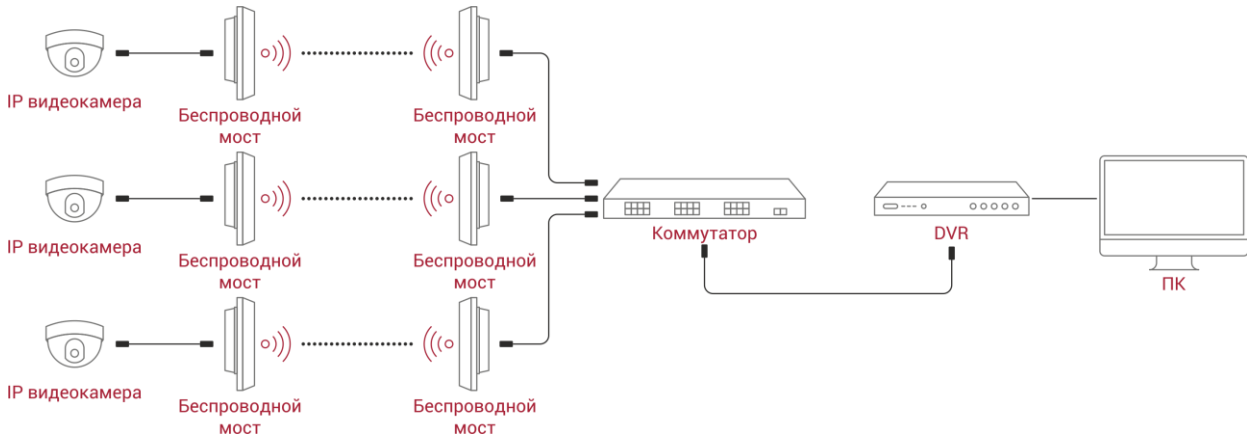 IP видеокамера
Беспроводной
мост
Беспроводной
мост
IP видеокамера
Беспроводной
мост
Беспроводной
мост
Коммутатор
DVR
ПК
IP видеокамера
Беспроводной
мост
Беспроводной
мост